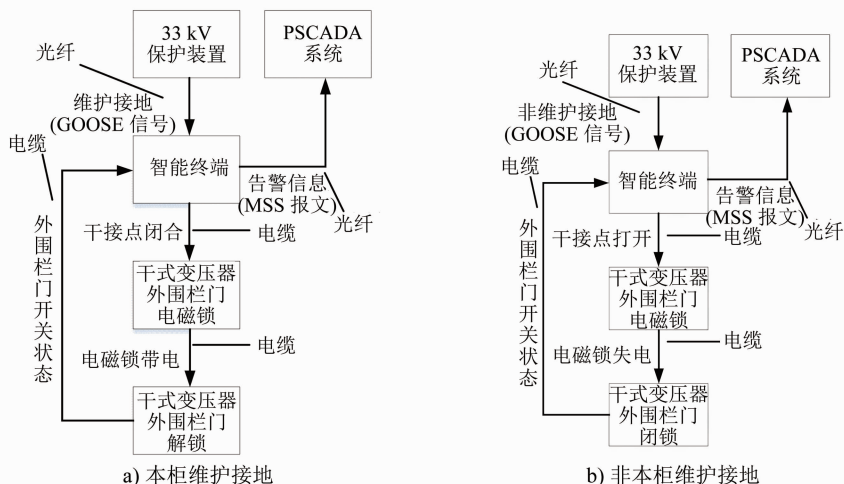 33 kV
保护装置
PSCADA
系统
光纤
维护接地
(GOOSE 信号)
电缆
智能终端
告警信息
(MSS 报文)
光纤
干接点闭合
电缆
外围栏门开关状态
干式变压器
外围栏门
电磁锁
电磁锁带电
电缆
干式变压器
外围栏门
解锁
a) 本柜维护接地
33 kV
保护装置
PSCADA
系统
光纤
非维护接地
(GOOSE 信号)
电缆
智能终端
告警信息
(MSS 报文)
光纤
干接点打开
电缆
外围栏门开关状态
干式变压器
外围栏门
电磁锁
电磁锁失电
电缆
干式变压器
外围栏门
闭锁
b) 非本柜维护接地